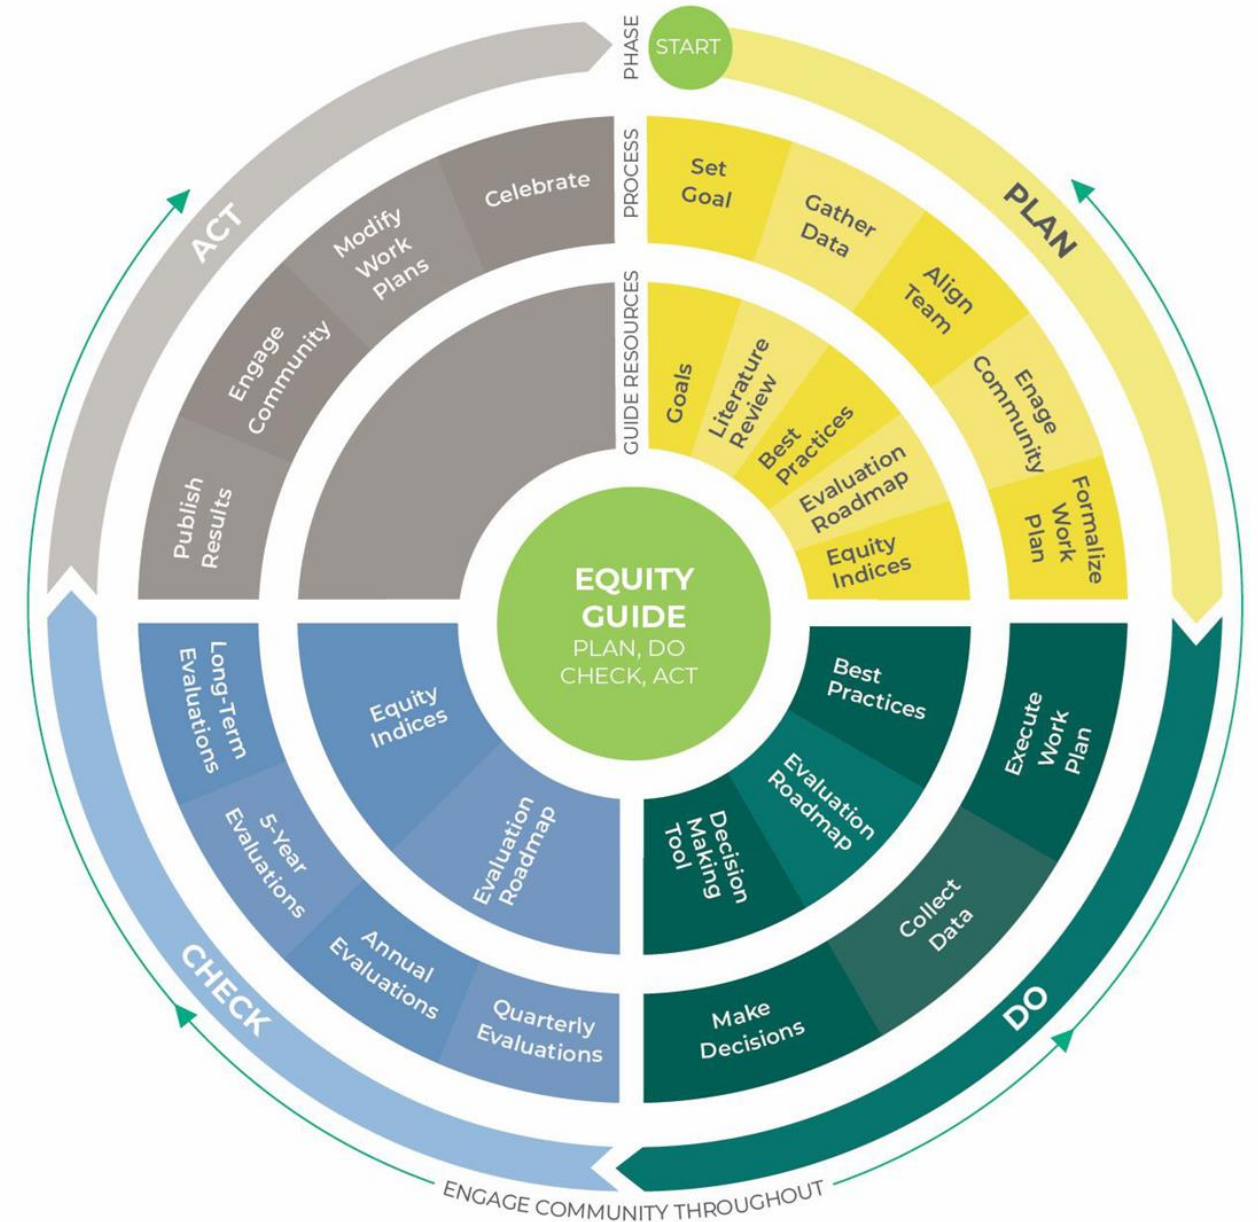 PHASE
START
PLAN
DO
CHECK
ACT
PROCESS
Set
Goal
Gather
Data
Align
Team
Enage
Community
Formalize
Work
Plan
Execute
Work
Plan
Collect
Data
Make
Decisions
Quarterly
Evaluations
Annual
Evaluations
5-Year
Evaluations
Long-Term
Evaluations
Publish
Results
Engage
Community
Modify
Work
Plans
Celebrate
GUIDE RESOURCES
Goals
Literature
Review
Best
Practices
Evaluation
Roadmap
Equity
Indices
Best
Practices
Evaluation
Roadmap
Decision
Making
Tool
Evaluation
Roadmap
Equity
Indices
EQUITY
GUIDE
PLAN, DO
CHECK, ACT
ENGAGE COMMUNITY THROUGHOUT